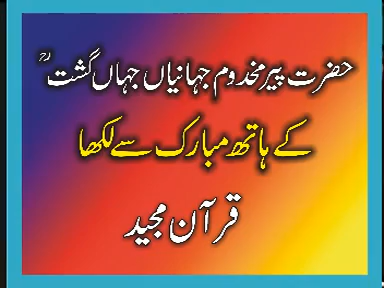 حضرت پیر مخدوم جہانیاں جہاں گشتؒ
کے ہاتھ مبارک سے لکھا
قرآن مجید